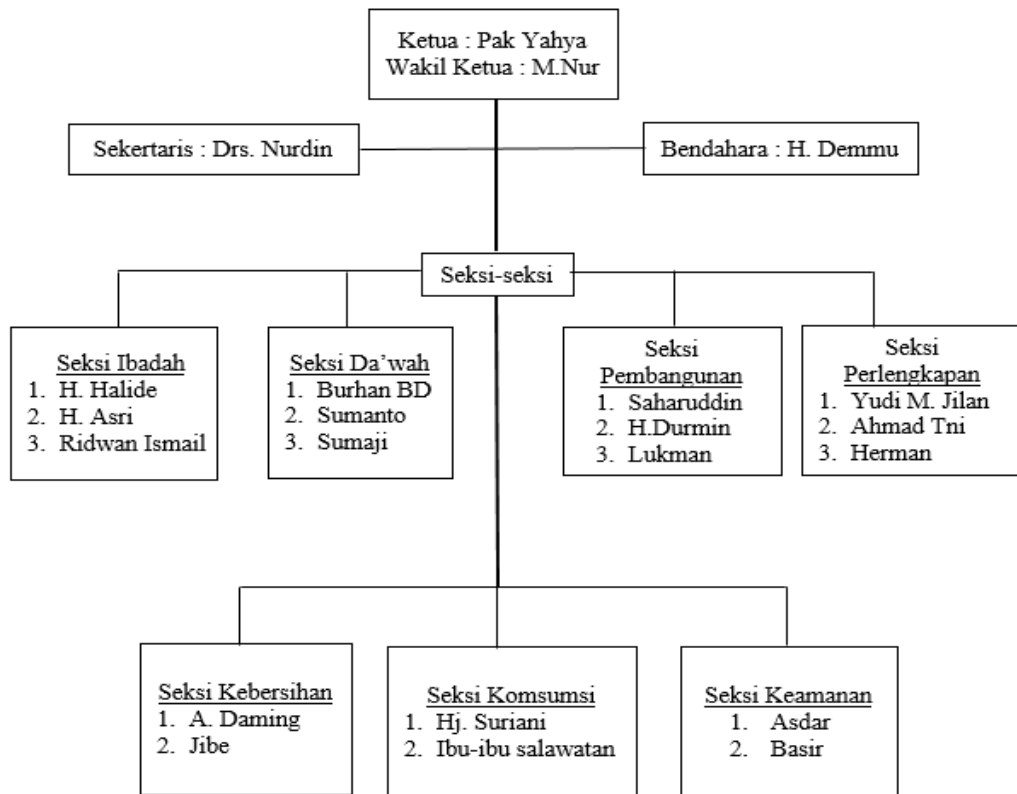 Ketua : Pak Yahya
Wakil Ketua : M.Nur
Sekertaris : Drs. Nurdin
Bendahara : H. Demmu
Seksi-seksi
Seksi Ibadah
1. H. Halide
2. H. Asri
3. Ridwan Ismail
Seksi Da’wah
1. Burhan BD
2. Sumanto
3. Sumaji
Seksi
Pembangunan
1. Saharuddin
2. H.Durmin
3. Lukman
Seksi
Perlengkapan
1. Yudi M. Jilan
2. Ahmad Tni
3. Herman
Seksi Kebersihan
1. A. Daming
2. Jibe
Seksi Komsumsi
1. Hj. Suriani
2. Ibu-ibu salawatan
Seksi Keamanan
1. Asdar
2. Basir